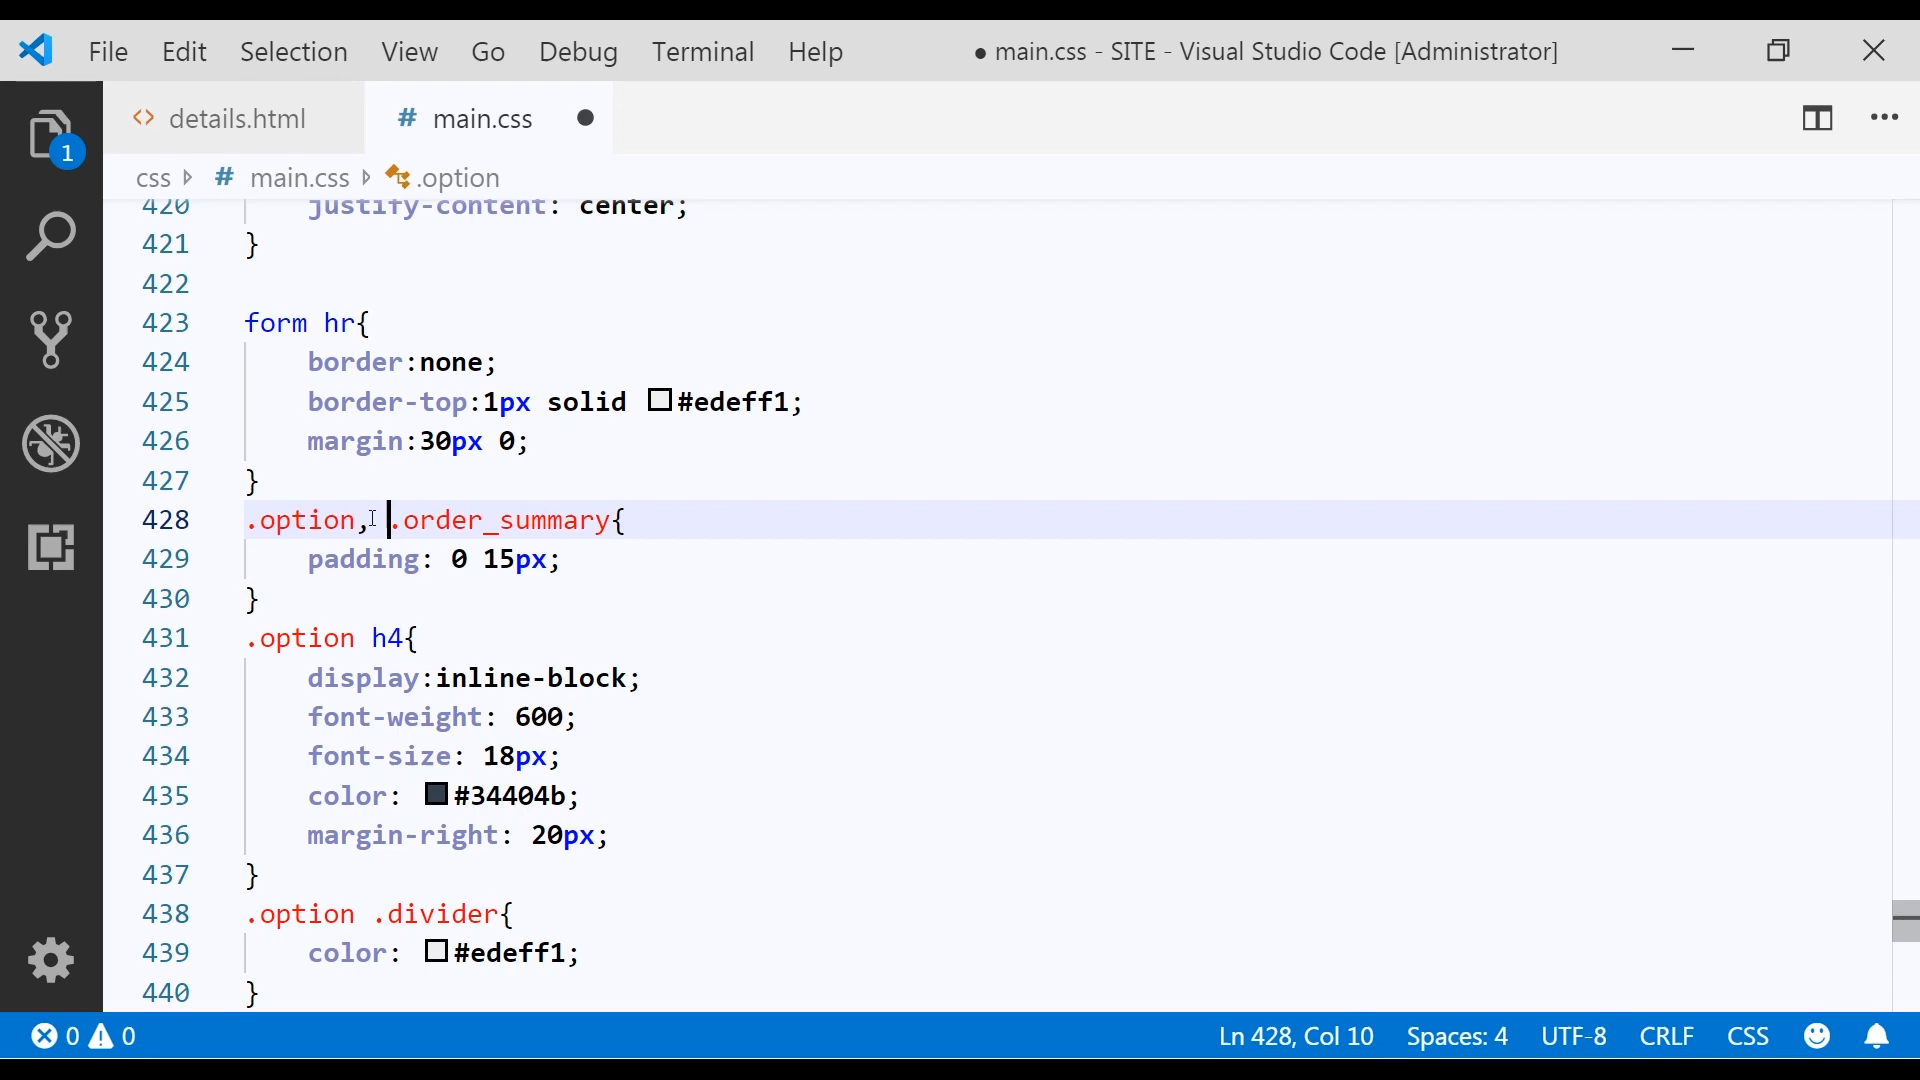 File Edit Selection View Go Debug Terminal Help ● main.css - SITE - Visual Studio Code [Administrator]
1
<> details.html # main.css ●
css # main.css .option
420 justify-content: center;
421 }
422
423 form hr{
424 border:none;
425 border-top:1px solid #edeff1;
426 margin:30px 0;
427 }
428 .option, .order_summary{
429 padding: 0 15px;
430 }
431 .option h4{
432 display:inline-block;
433 font-weight: 600;
434 font-size: 18px;
435 color: #34404b;
436 margin-right: 20px;
437 }
438 .option .divider{
439 color: #edeff1;
440 }
0 0 Ln 428, Col 10 Spaces: 4 UTF-8 CRLF CSS